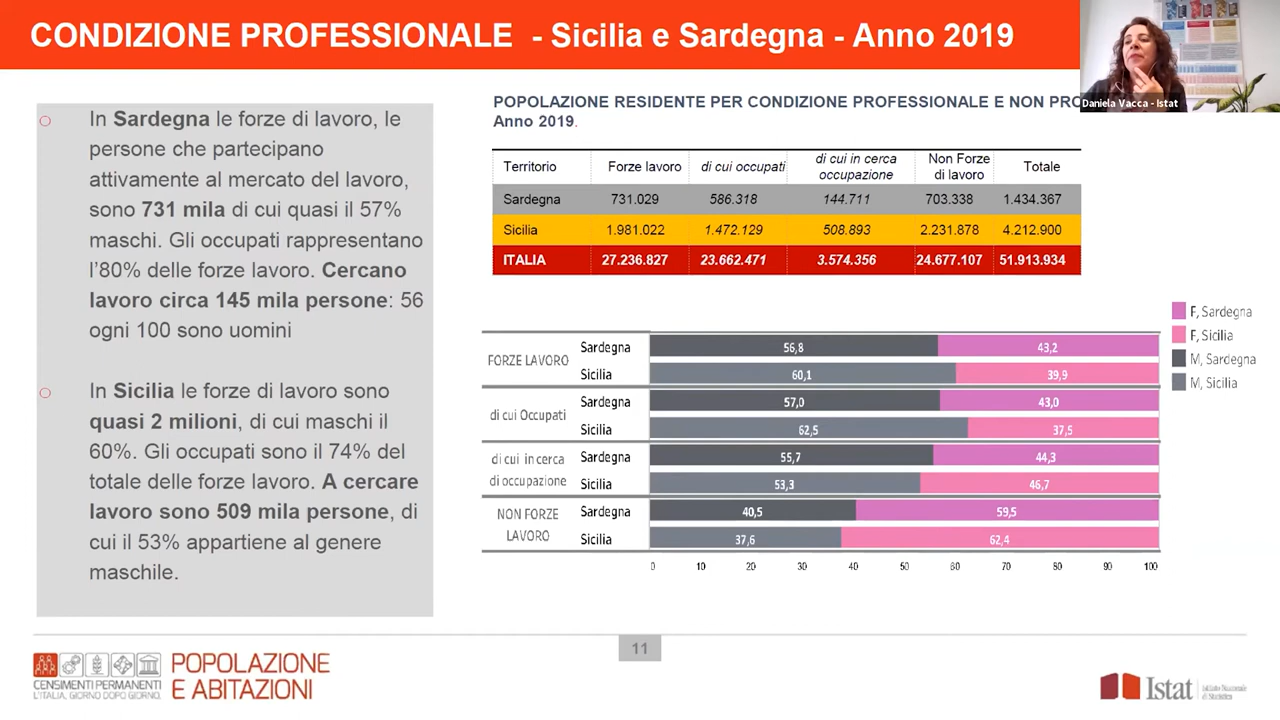 CONDIZIONE PROFESSIONALE - Sicilia e Sardegna - Anno 2019
Daniela Vacca - Istat
In Sardegna le forze di lavoro, le
persone che partecipano
attivamente al mercato del lavoro,
sono 731 mila di cui quasi il 57%
maschi. Gli occupati rappresentano
l'80% delle forze lavoro. Cercano
lavoro circa 145 mila persone: 56
ogni 100 sono uomini
In Sicilia le forze di lavoro sono
quasi 2 milioni, di cui maschi il
60%. Gli occupati sono il 74% del
totale delle forze lavoro. A cercare
lavoro sono 509 mila persone, di
cui il 53% appartiene al genere
maschile.
POPOLAZIONE RESIDENTE PER CONDIZIONE PROFESSIONALE E NON PRO
Anno 2019.
Territorio Forze lavoro di cui occupati di cui in cerca occupazione Non Forze di lavoro Totale
Sardegna 731.029 586.318 144.711 703.338 1.434.367
Sicilia 1.981.022 1.472.129 508.893 2.231.878 4.212.900
ITALIA 27.236.827 23.662.471 3.574.356 24.677.107 51.913.934
F, Sardegna
F, Sicilia
M, Sardegna
M, Sicilia
FORZE LAVORO
Sardegna 56,8 43,2
Sicilia 60,1 39,9
di cui Occupati
Sardegna 57,0 43,0
Sicilia 62,5 37,5
di cui in cerca
di occupazione
Sardegna 55,7 44,3
Sicilia 53,3 46,7
NON FORZE
LAVORO
Sardegna 40,5 59,5
Sicilia 37,6 62,4
0 10 20 30 40 50 60 70 80 90 100
11
CENSIMENTI PERMANENTI
L'ITALIA, GIORNO DOPO GIORNO.
POPOLAZIONE
E ABITAZIONI
Istat
Istituto Nazionale
di Statistica